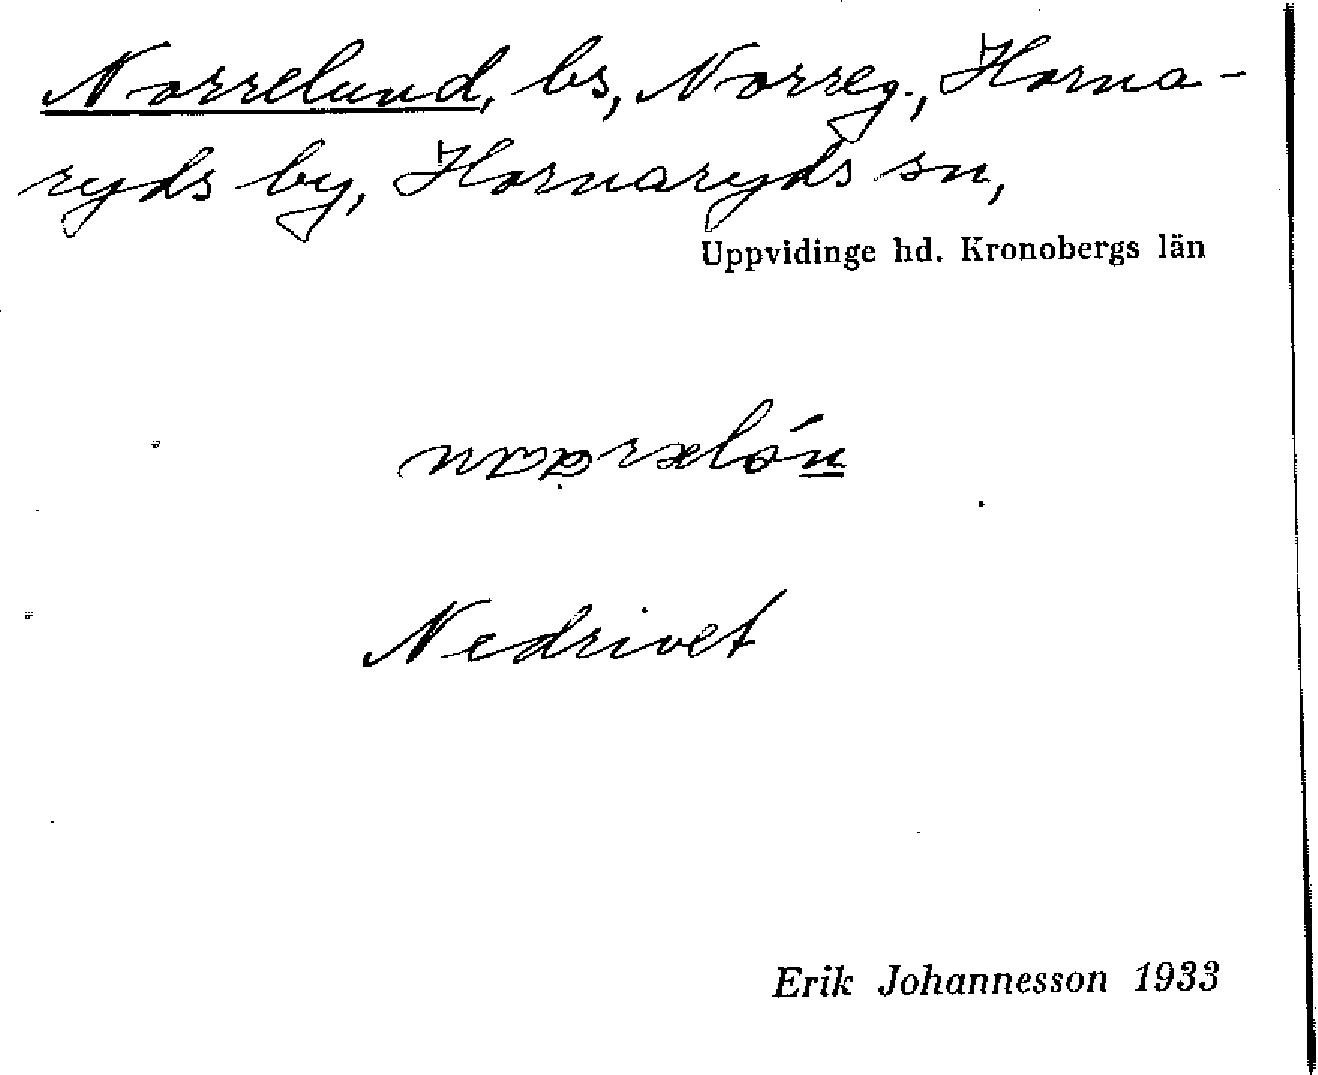 Norrelund, bs, Norreg., Horna-
ryds by, Hornaryds sn,
Uppvidinge hd. Kronobergs län
Nedrivet
Erik Johannesson 1933